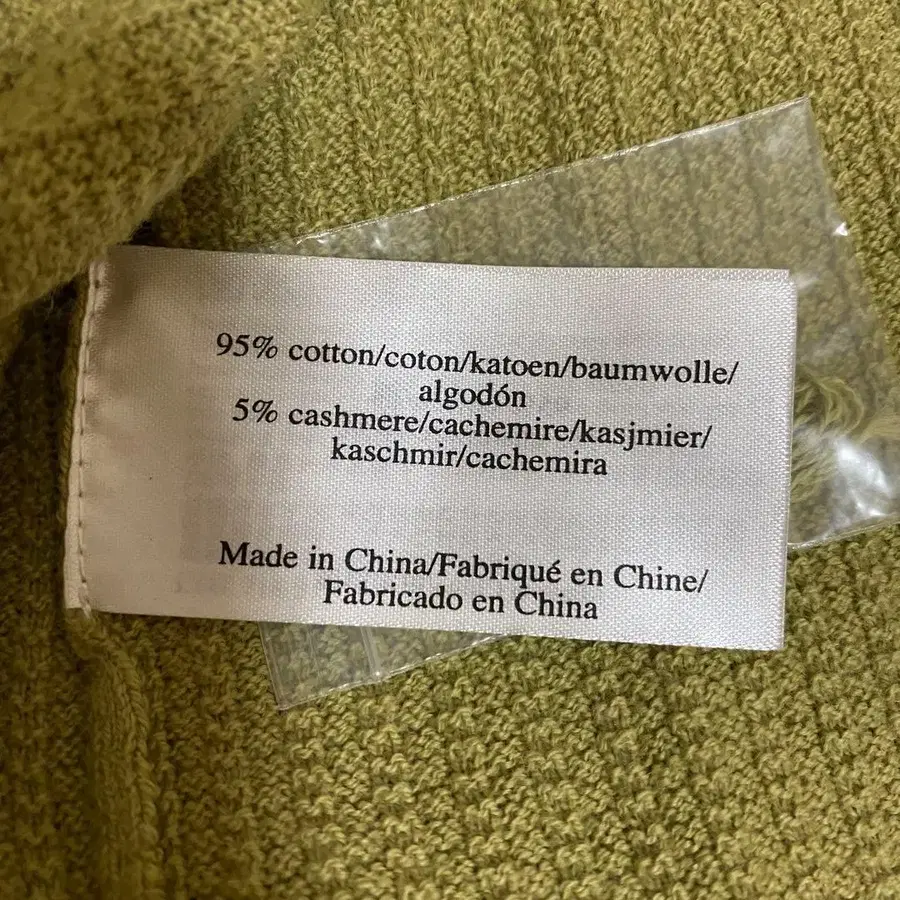 95% cotton/coton/katoen/baumwolle/
algodón
5% cashmere/cachemire/kasjmier/
kaschmir/cachemira
Made in China/Fabriqué en Chine/
Fabricado en China